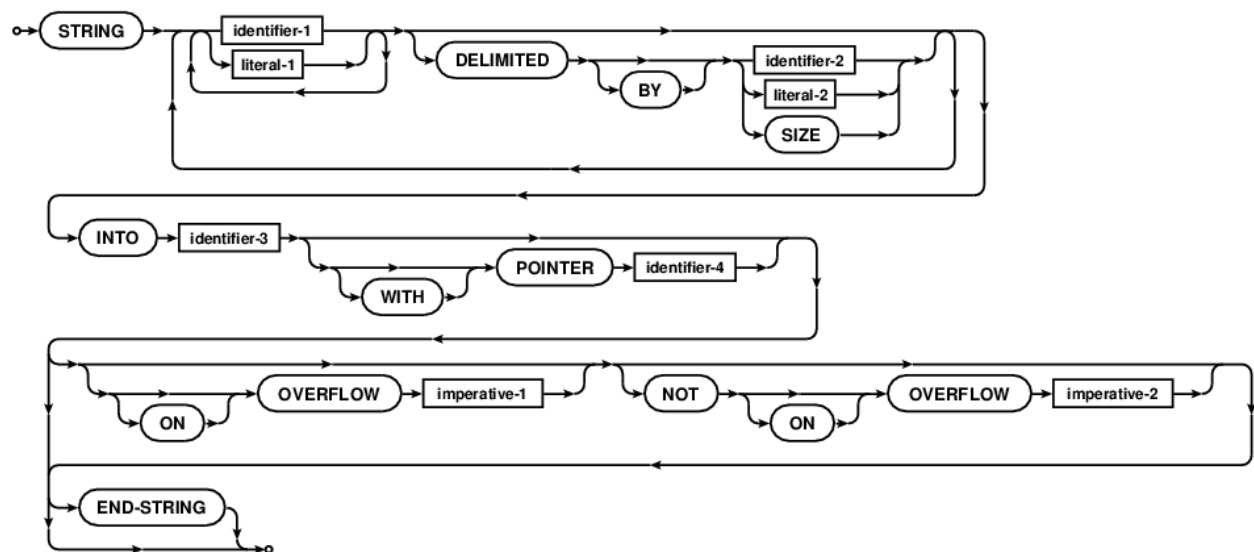 STRING identifier-1
literal-1 DELIMITED BY identifier-2
literal-2
SIZE
INTO identifier-3 WITH POINTER identifier-4
ON OVERFLOW imperative-1 NOT ON OVERFLOW imperative-2
END-STRING